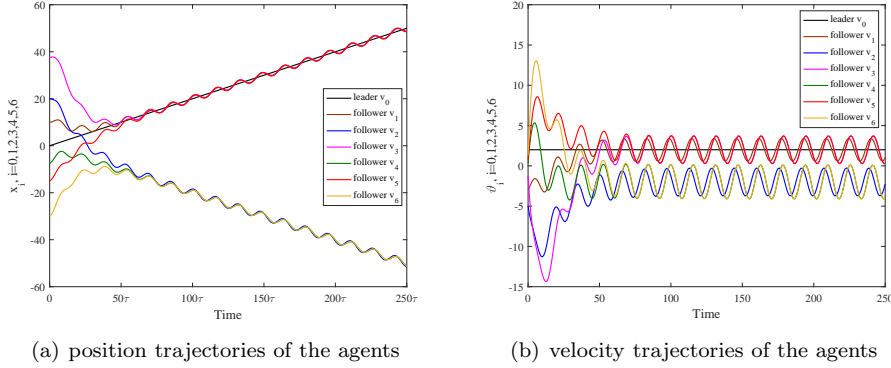 60
40
20
0
-20
-40
-60
x_i, i=0,1,2,3,4,5,6
leader v_0
follower v_1
follower v_2
follower v_3
follower v_4
follower v_5
follower v_6
0 50τ 100τ 150τ 200τ 250τ
Time
(a) position trajectories of the agents
20
15
10
5
0
-5
-10
-15
ϑ_i, i=0,1,2,3,4,5,6
leader v_0
follower v_1
follower v_2
follower v_3
follower v_4
follower v_5
follower v_6
0 50 100 150 200 250
Time
(b) velocity trajectories of the agents